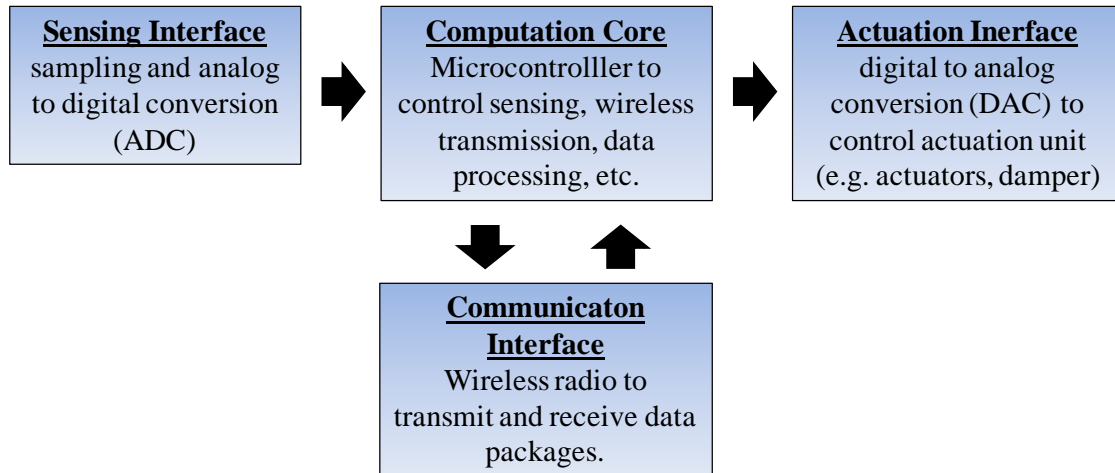 Sensing Interface
sampling and analog
to digital conversion
(ADC)
Computation Core
Microcontrolller to
control sensing, wireless
transmission, data
processing, etc.
Actuation Inerface
digital to analog
conversion (DAC) to
control actuation unit
(e.g. actuators, damper)
Communicaton
Interface
Wireless radio to
transmit and receive data
packages.